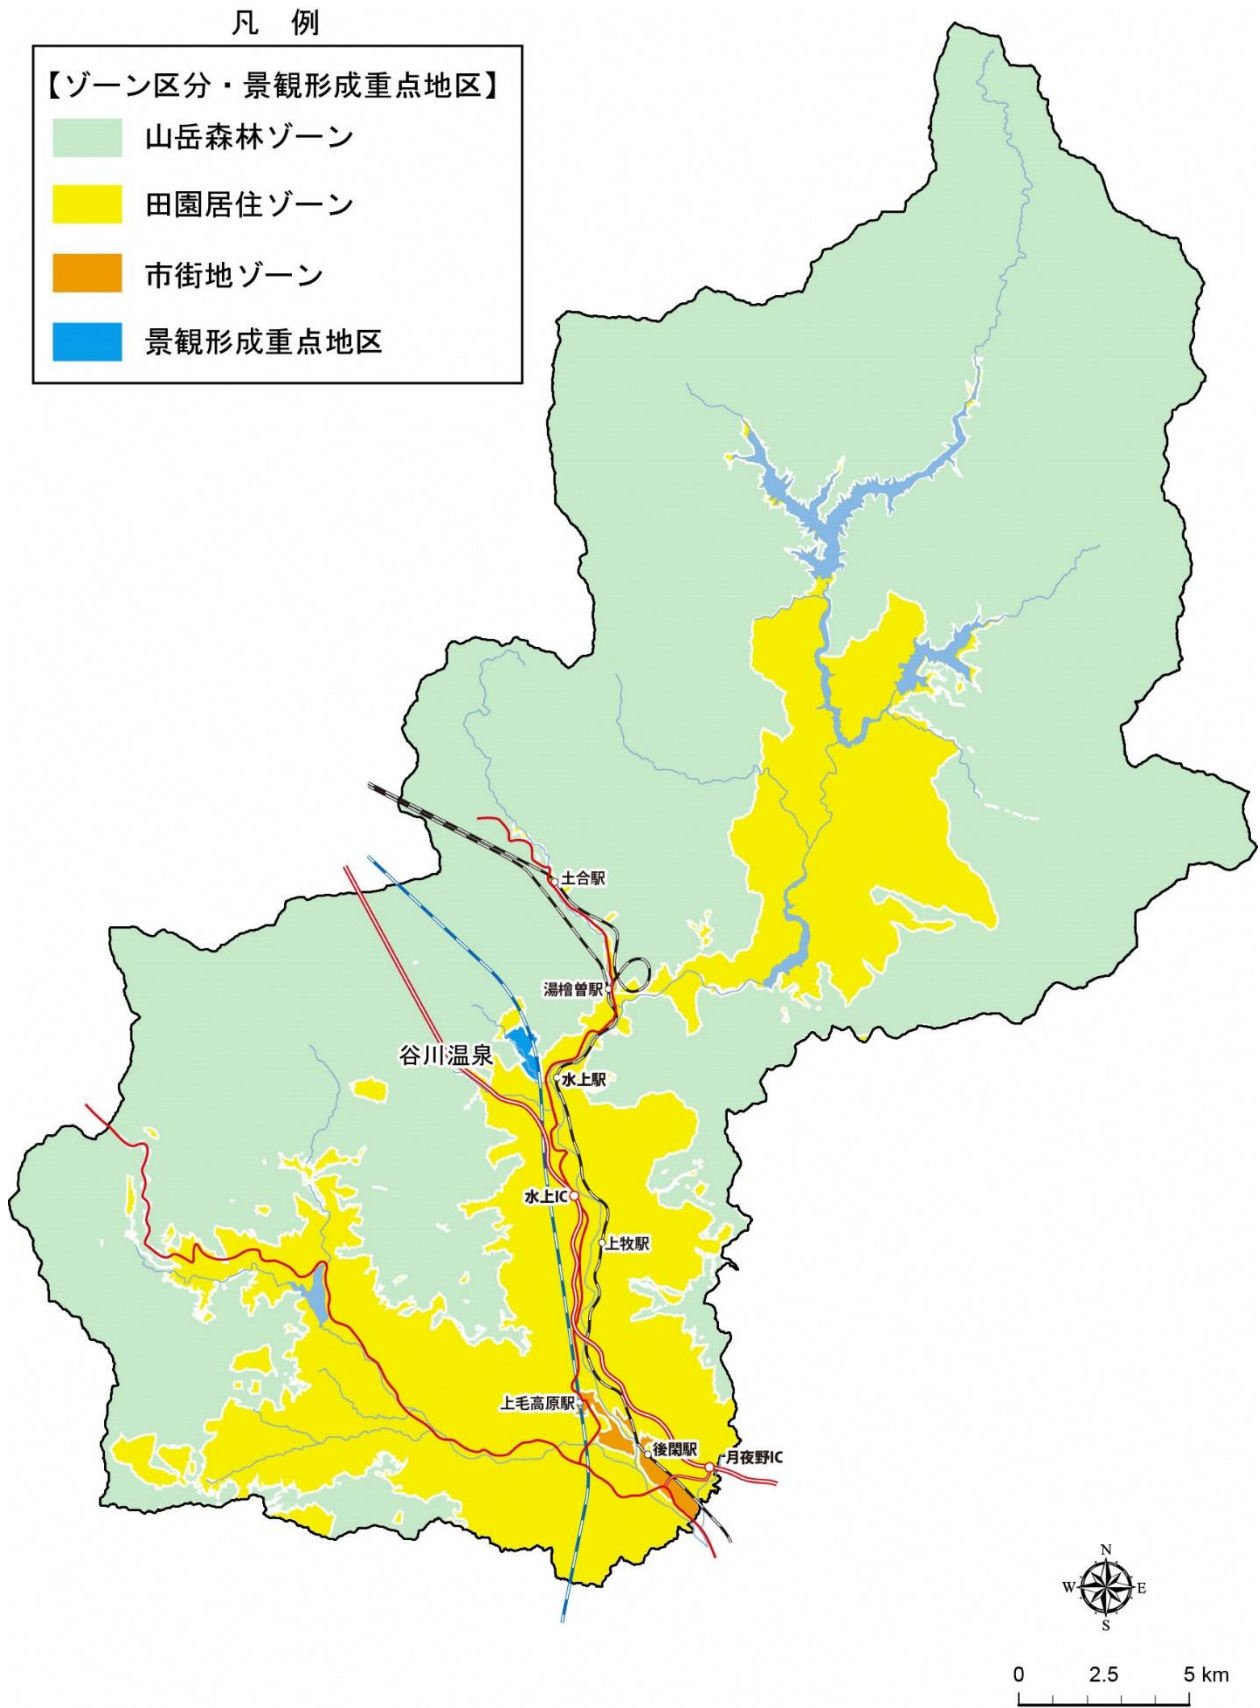 凡 例
【ゾーン区分・景観形成重点地区】
山岳森林ゾーン
田園居住ゾーン
市街地ゾーン
景観形成重点地区
土合駅
湯檜曽駅
谷川温泉
水上駅
水上IC
上牧駅
上毛高原駅
後閑駅
月夜野IC
N
W E
S
0 2.5 5 km